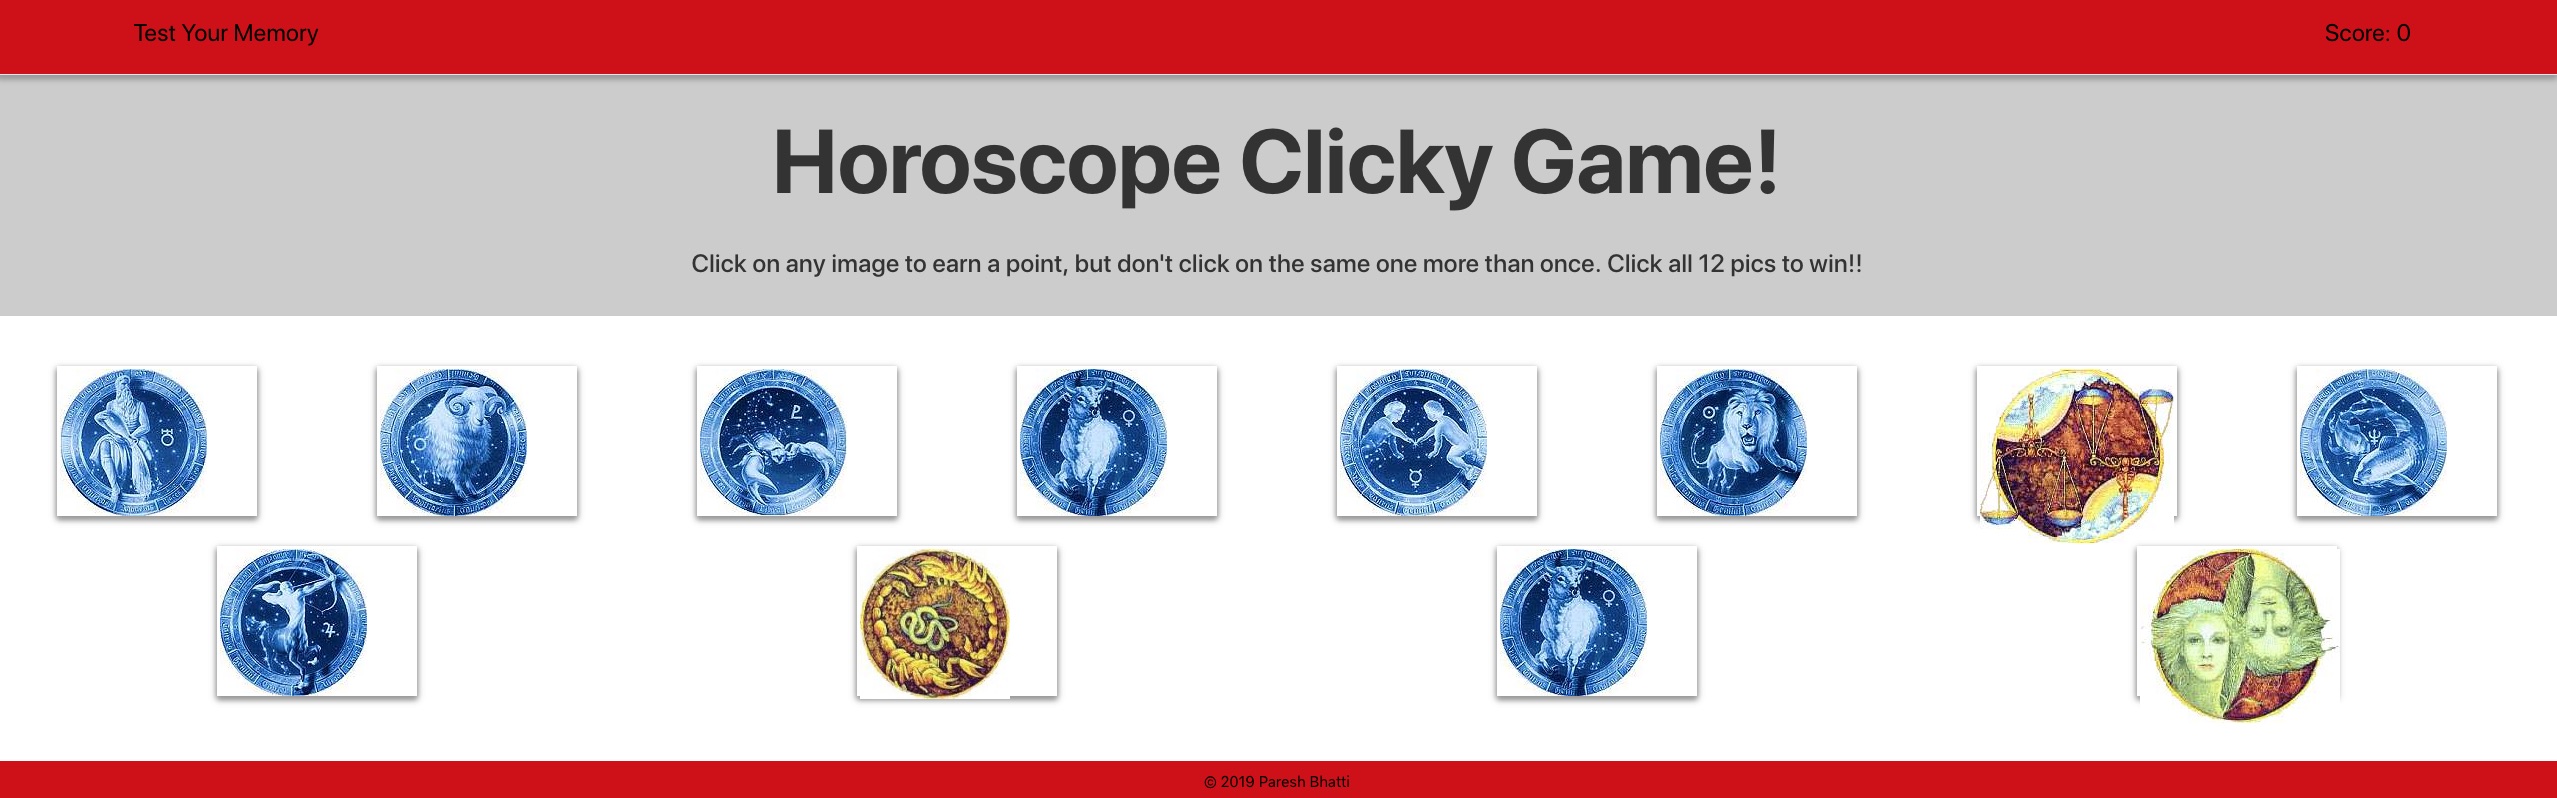 Test Your Memory
Score: 0
Horoscope Clicky Game!
Click on any image to earn a point, but don't click on the same one more than once. Click all 12 pics to win!!
© 2019 Paresh Bhatti